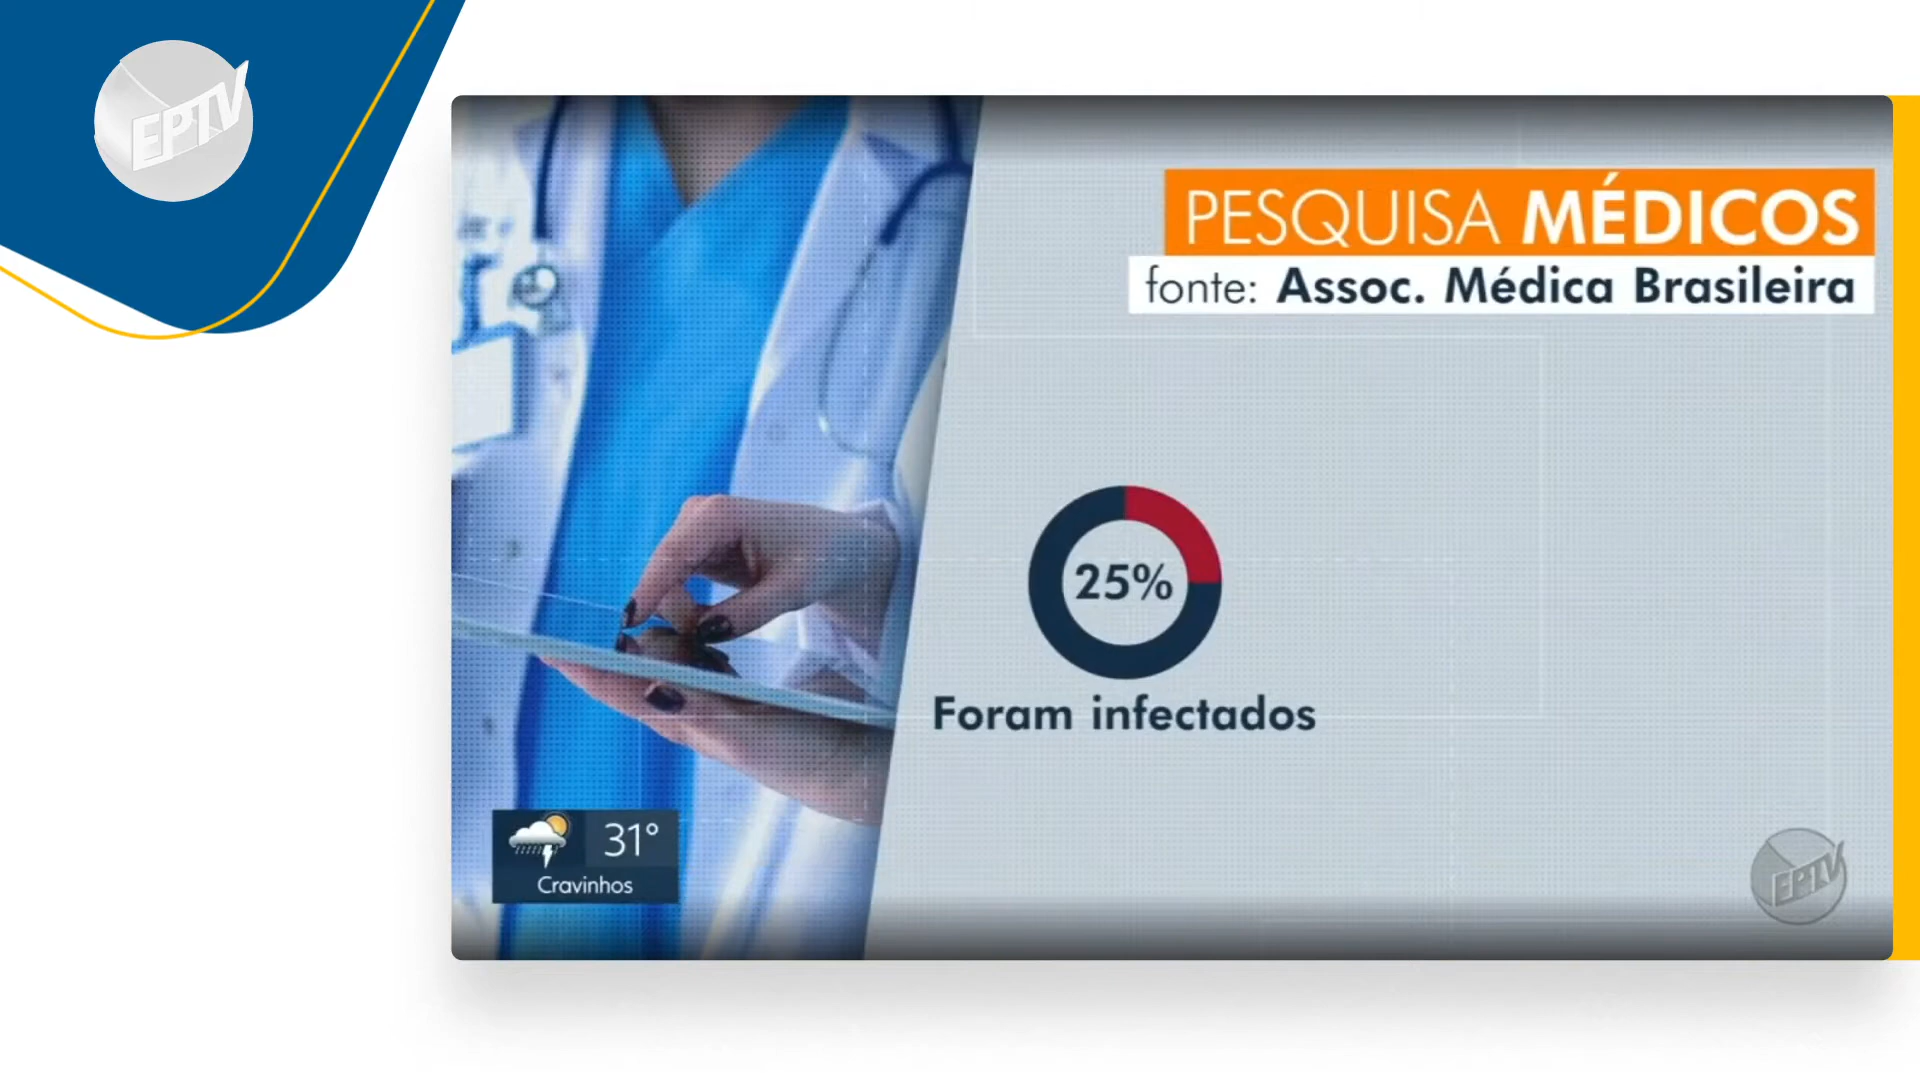 EPTV
PESQUISA MÉDICOS
fonte: Assoc. Médica Brasileira
25%
Foram infectados
31°
Cravinhos
EPTV